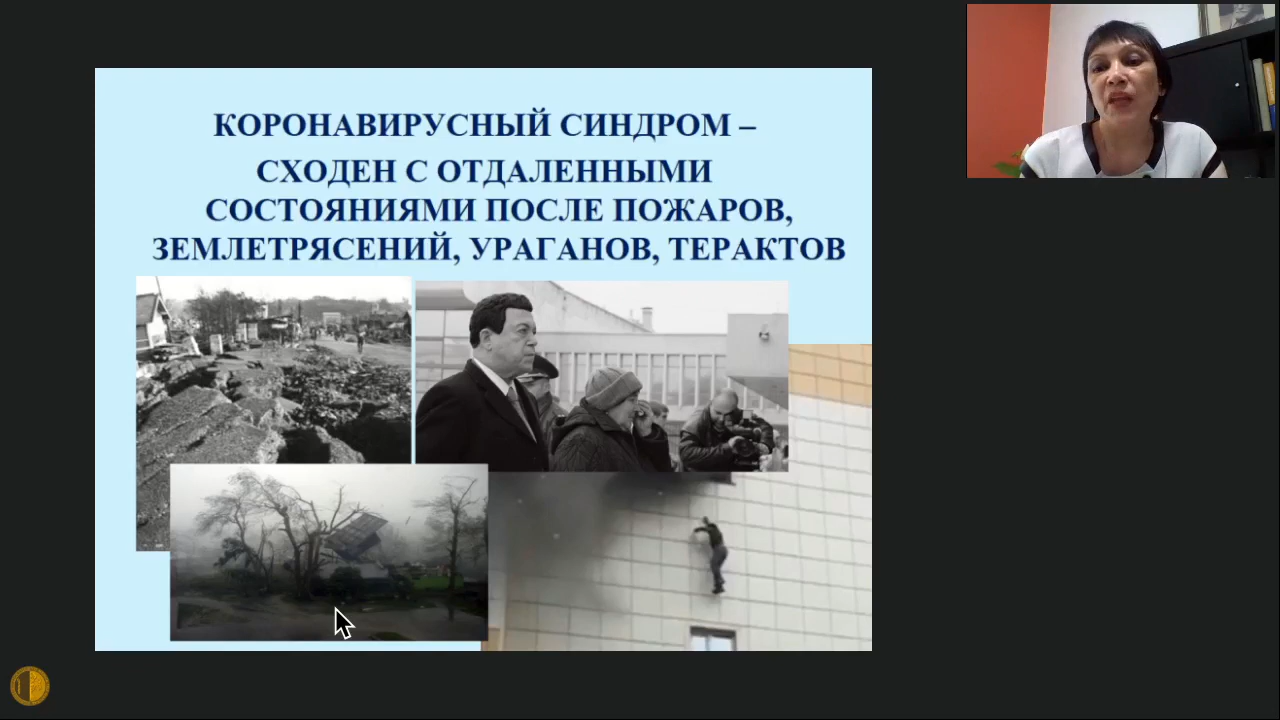 КОРОНАВИРУСНЫЙ СИНДРОМ –
СХОДЕН С ОТДАЛЕННЫМИ
СОСТОЯНИЯМИ ПОСЛЕ ПОЖАРОВ,
ЗЕМЛЕТРЯСЕНИЙ, УРАГАНОВ, ТЕРАКТОВ